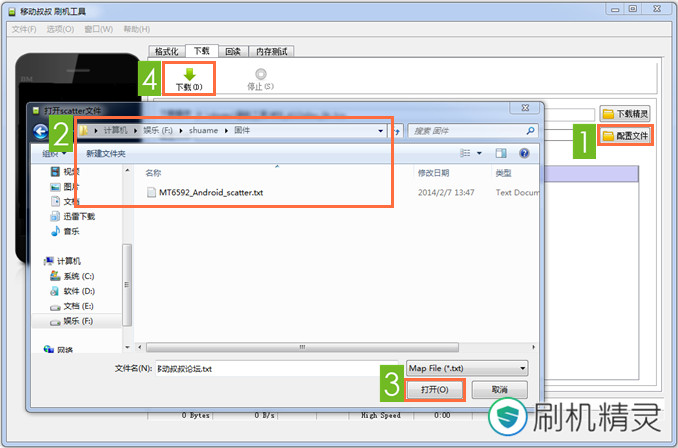 移动叔叔 刷机工具
文件(F) 选项(O) 窗口(W) 帮助(H)
格式化 下载 回读 内存测试
4 下载(D) 停止(S)
下载精灵
1 配置文件
打开scatter文件
2 计算机 娱乐 (F:) shuame 固件 搜索 固件
组织 新建文件夹
名称 修改日期 类型
MT6592_Android_scatter.txt 2014/2/7 13:47 Text Docum
视频
图片
文档
迅雷下载
音乐
计算机
系统 (C:)
软件 (D:)
文档 (E:)
娱乐 (F:)
网络
文件名(N): 移动叔叔论坛.txt Map File (*.txt)
3 打开(O) 取消
0 Bytes 0 B/s High Speed 0:00
刷机精灵